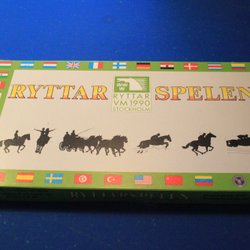 RYTTAR SPELEN
RYTTAR
VM 1990
STOCKHOLM
RYTTARSPELEN